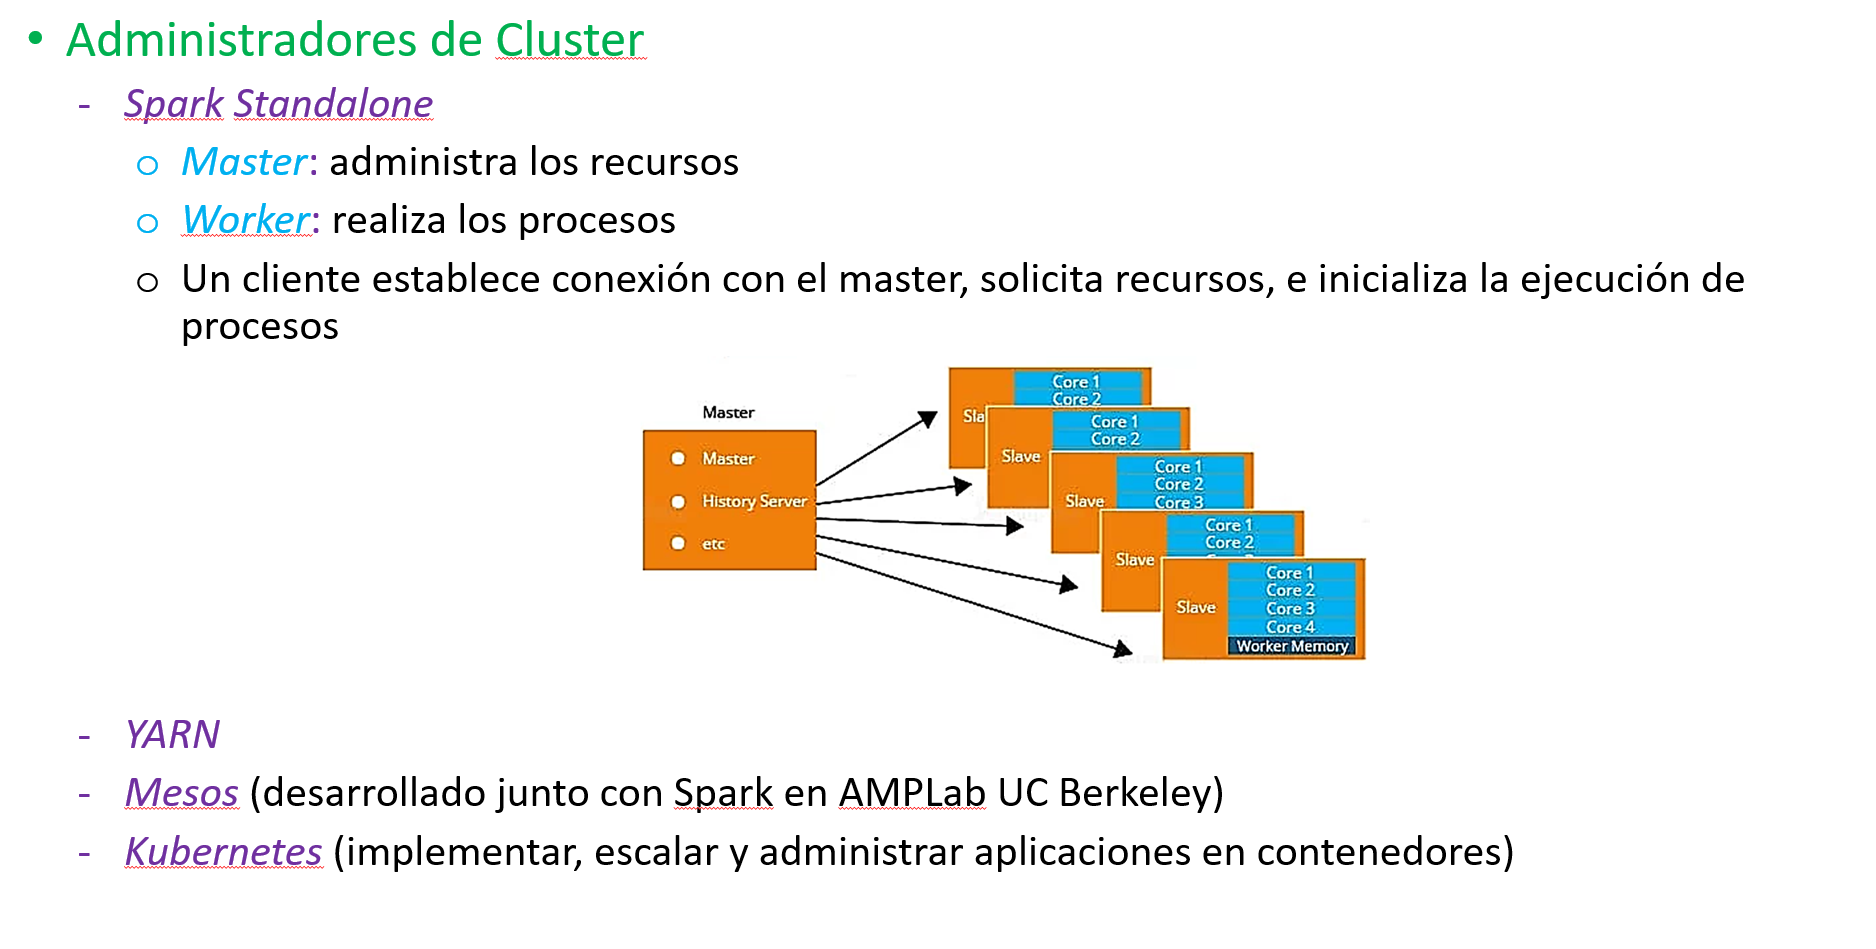 • Administradores de Cluster
- Spark Standalone
o Master: administra los recursos
o Worker: realiza los procesos
o Un cliente establece conexión con el master, solicita recursos, e inicializa la ejecución de
procesos
Master
Master
History Server
etc
Core 1
Core 2
Sla
Core 1
Core 2
Slave
Core 1
Core 2
Core 3
Slave
Core 1
Core 2
Slave
Core 1
Core 2
Core 3
Core 4
Worker Memory
Slave
- YARN
- Mesos (desarrollado junto con Spark en AMPLab UC Berkeley)
- Kubernetes (implementar, escalar y administrar aplicaciones en contenedores)